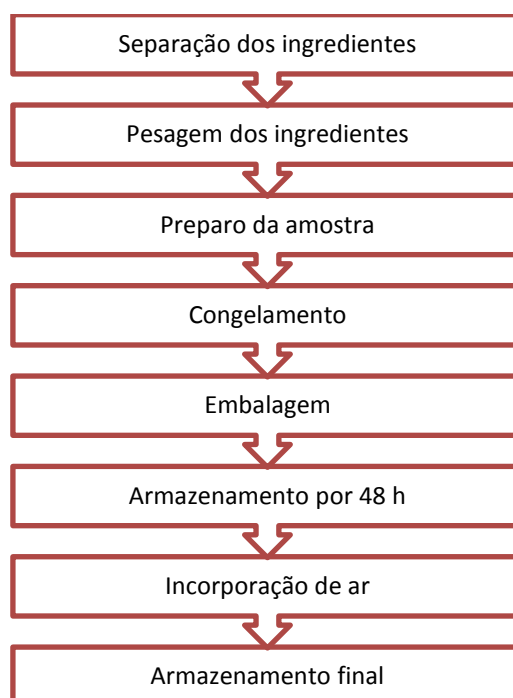 Separação dos ingredientes
Pesagem dos ingredientes
Preparo da amostra
Congelamento
Embalagem
Armazenamento por 48 h
Incorporação de ar
Armazenamento final